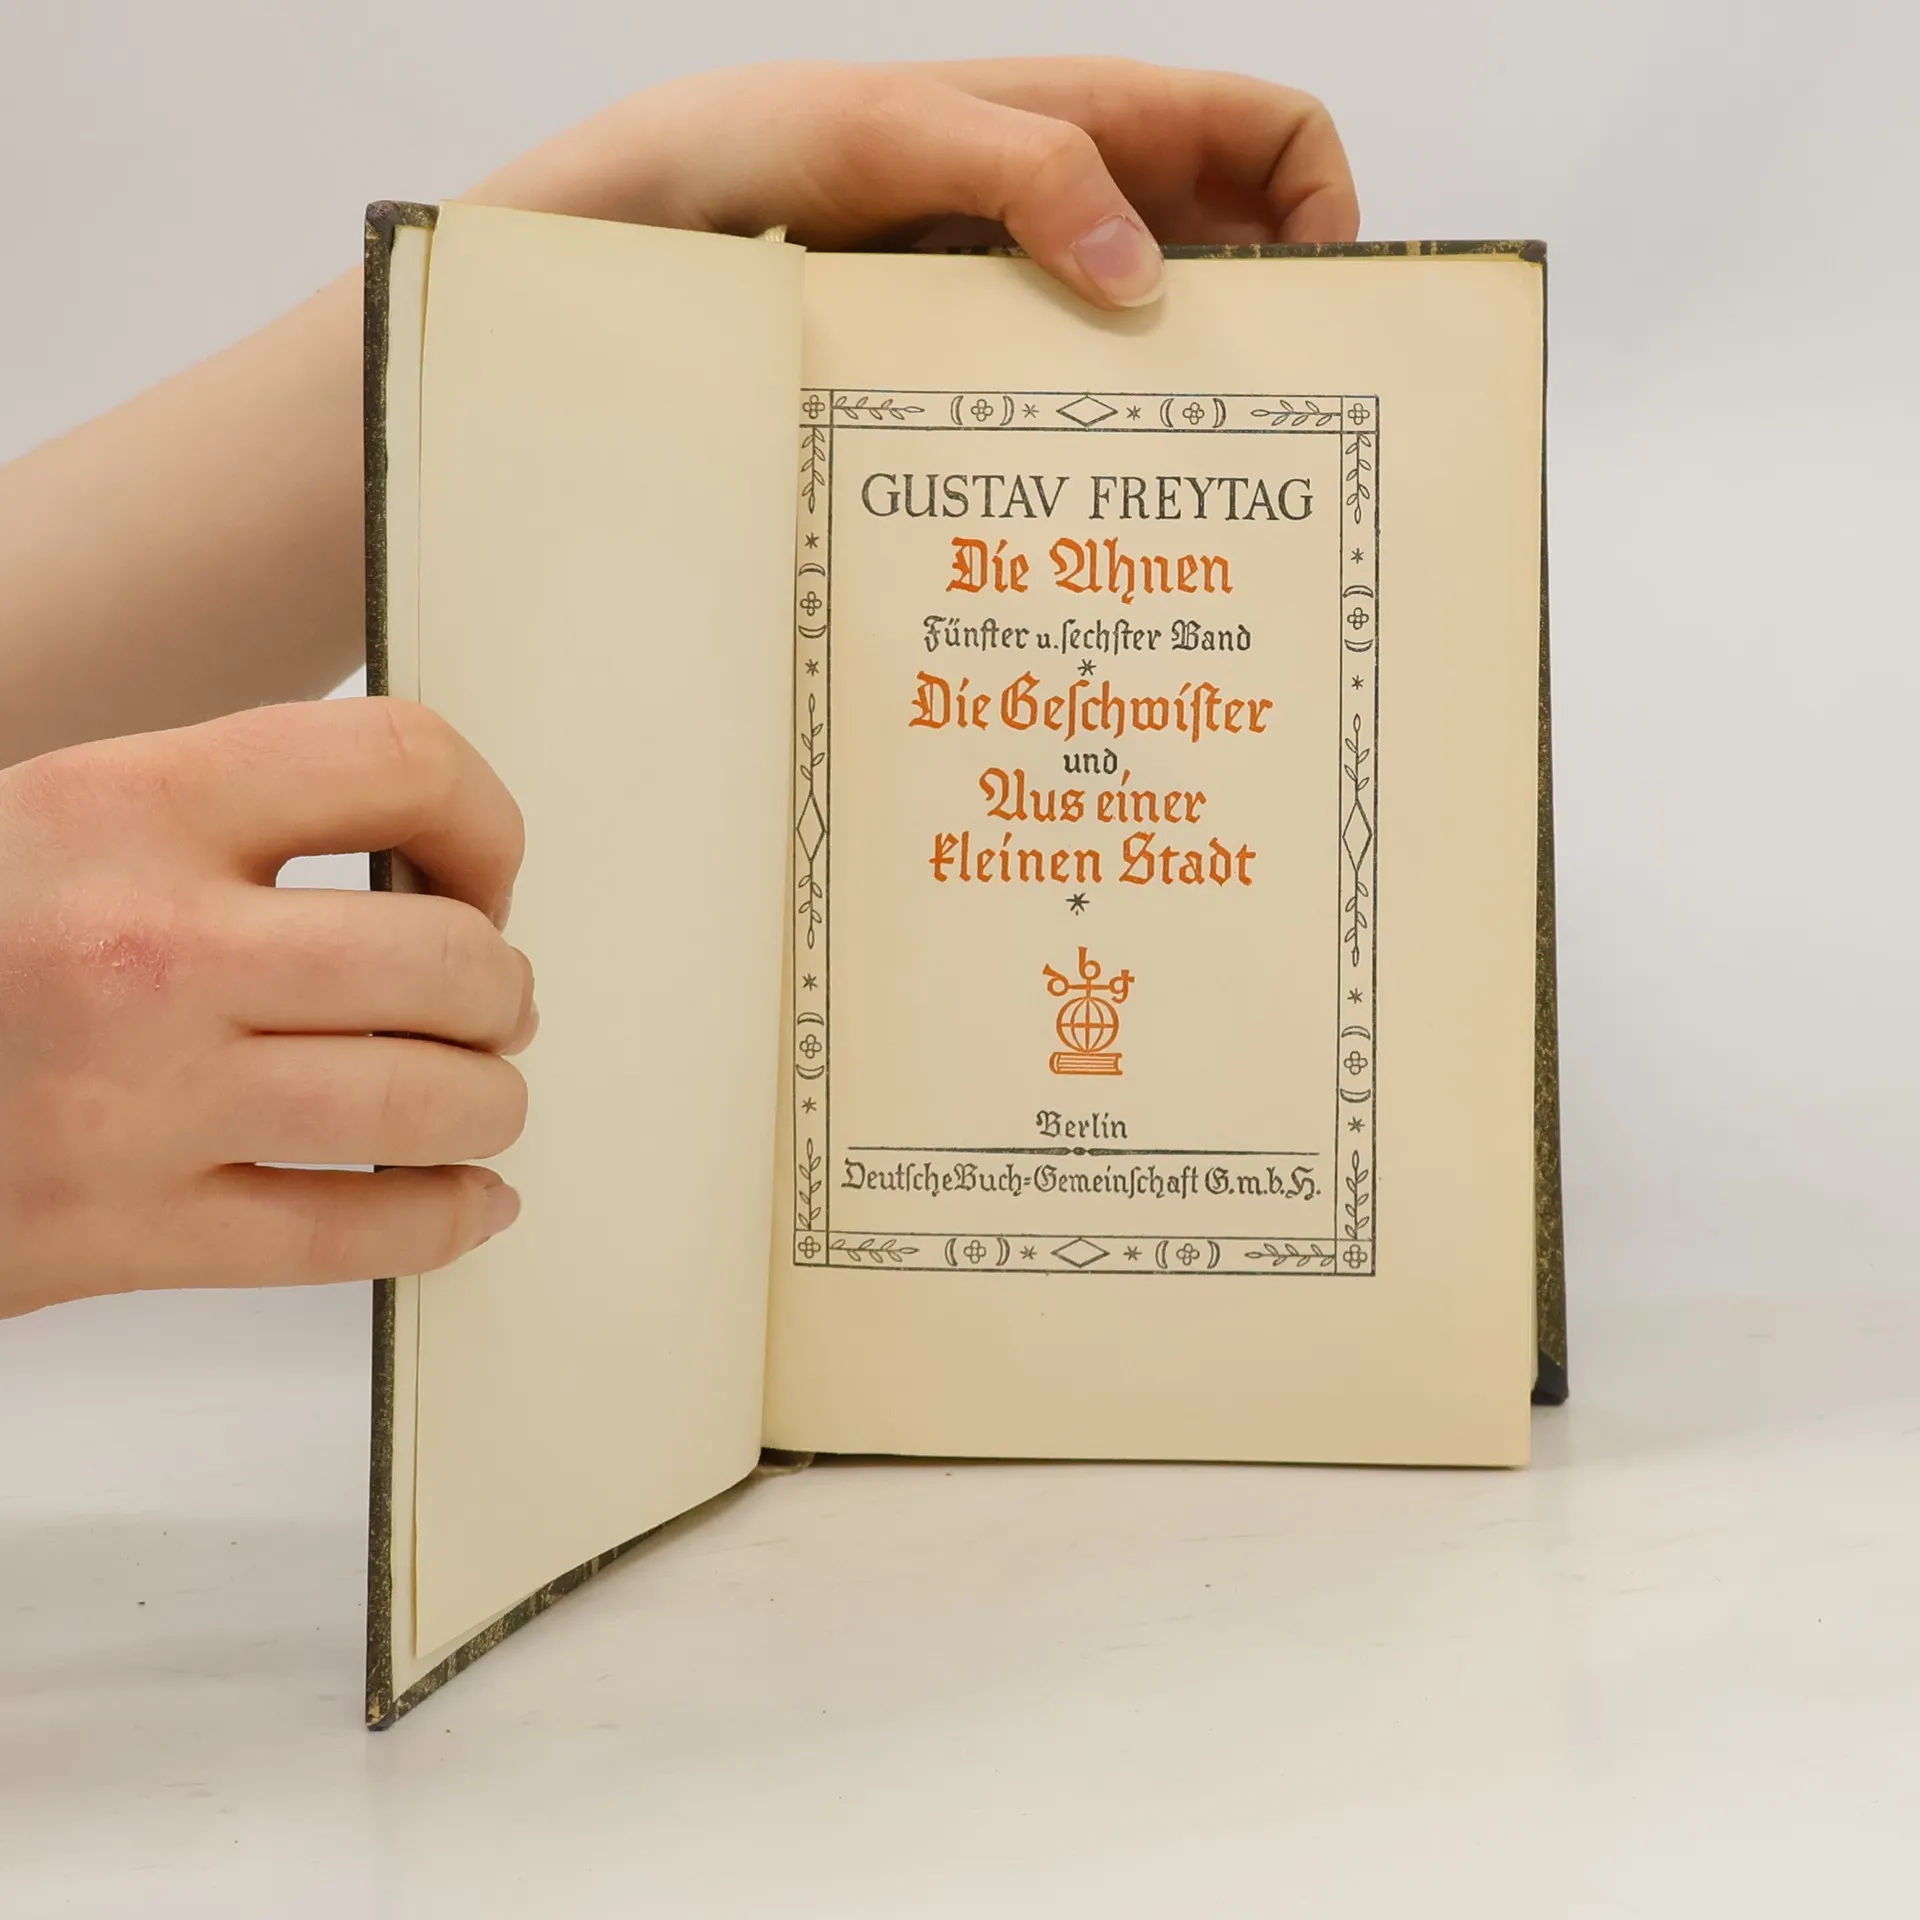 GUSTAV FREYTAG
Die Ahnen
Fünfter u. sechster Band
*
Die Geschwister
und
Aus einer
kleinen Stadt
*
dbg
Berlin
Deutsche Buch-Gemeinschaft G.m.b.H.